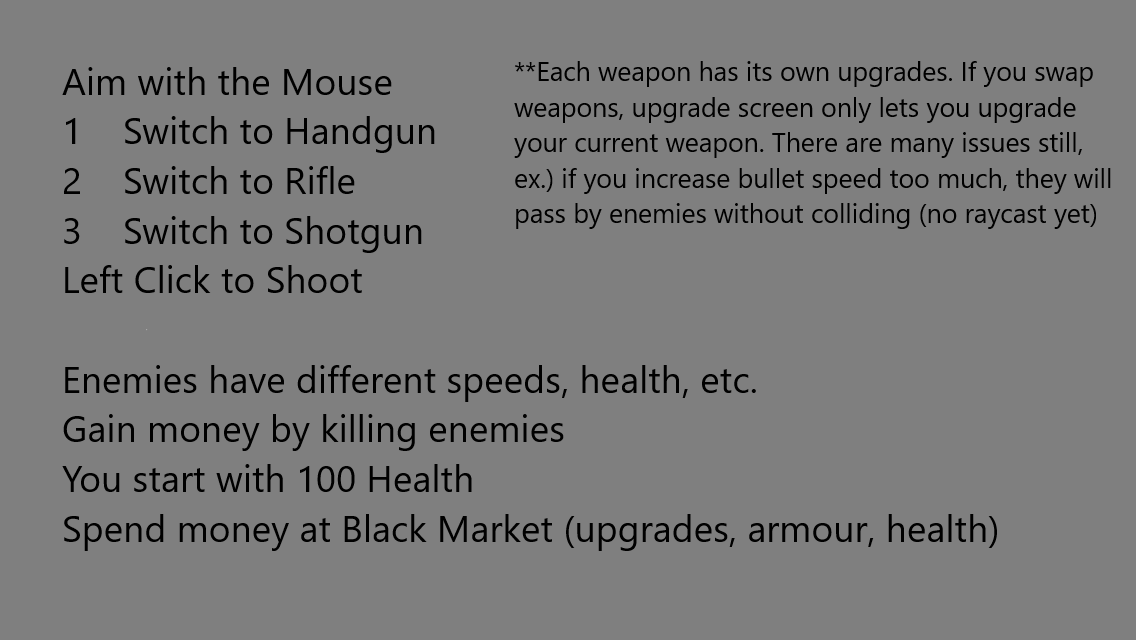 Aim with the Mouse
1 Switch to Handgun
2 Switch to Rifle
3 Switch to Shotgun
Left Click to Shoot
**Each weapon has its own upgrades. If you swap
weapons, upgrade screen only lets you upgrade
your current weapon. There are many issues still,
ex.) if you increase bullet speed too much, they will
pass by enemies without colliding (no raycast yet)
Enemies have different speeds, health, etc.
Gain money by killing enemies
You start with 100 Health
Spend money at Black Market (upgrades, armour, health)